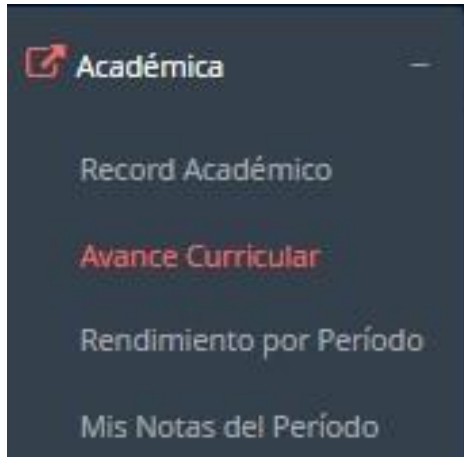 Académica
Record Académico
Avance Curricular
Rendimiento por Período
Mis Notas del Período